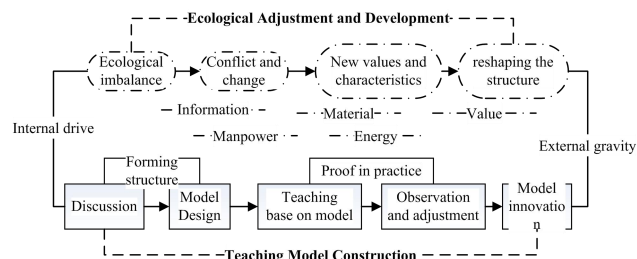 Ecological Adjustment and Development
Ecological
imbalance
Conflict and
change
New values and
characteristics
reshaping the
structure
Information
Material
Value
Manpower
Energy
Internal drive
External gravity
Forming
structure
Proof in practice
Discussion
Model
Design
Teaching
base on model
Observation
and adjustment
Model
innovatio
n
Teaching Model Construction